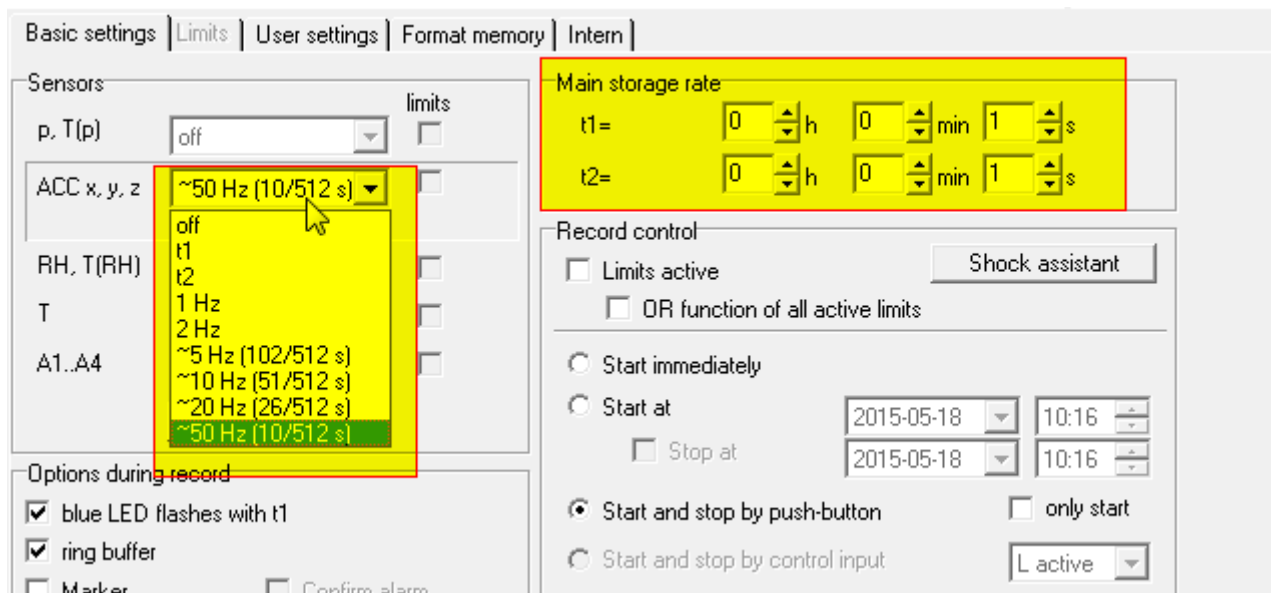 Basic settings Limits User settings Format memory Intern
Sensors
limits
p, T(p) off
ACC x, y, z ~50 Hz (10/512 s)
off
t1
t2
1 Hz
2 Hz
~5 Hz (102/512 s)
~10 Hz (51/512 s)
~20 Hz (26/512 s)
~50 Hz (10/512 s)
RH, T(RH)
T
A1..A4
Options during record
blue LED flashes with t1
ring buffer
Marker Confirm alarm
Main storage rate
t1= 0 h 0 min 1 s
t2= 0 h 0 min 1 s
Record control
Limits active Shock assistant
OR function of all active limits
Start immediately
Start at 2015-05-18 10:16
Stop at 2015-05-18 10:16
Start and stop by push-button only start
Start and stop by control input L active